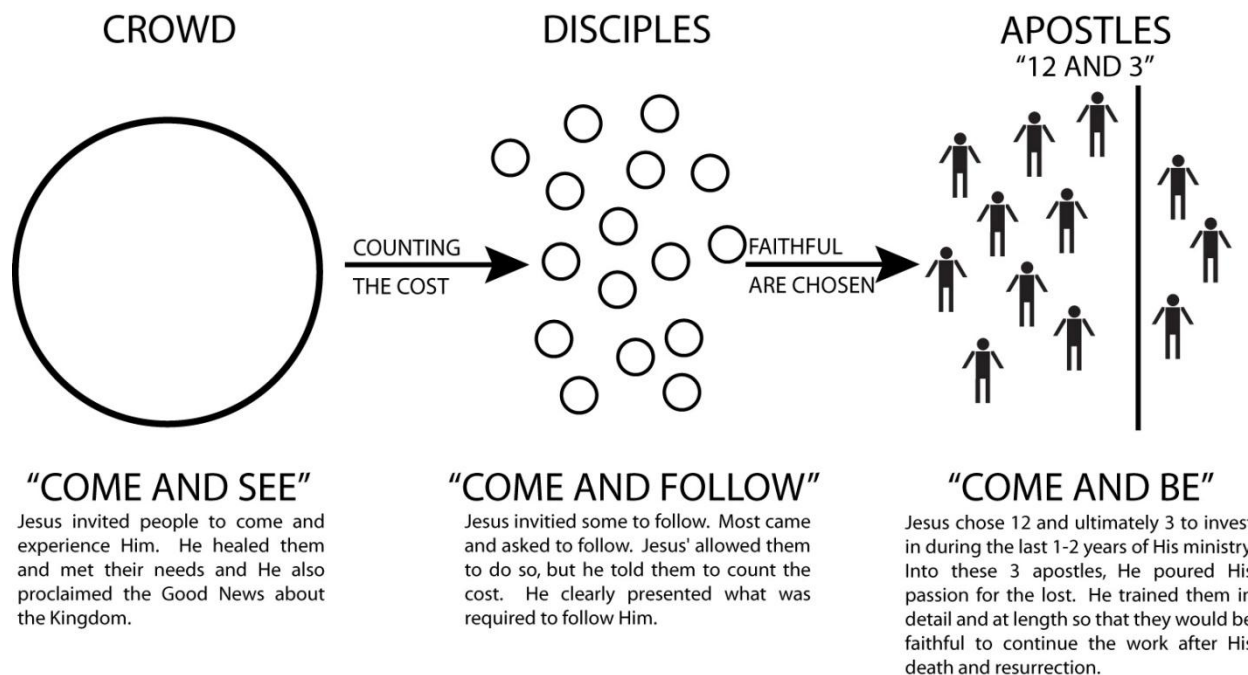 CROWD
DISCIPLES
APOSTLES
"12 AND 3"
COUNTING
THE COST
FAITHFUL
ARE CHOSEN
"COME AND SEE"
Jesus invited people to come and
experience Him. He healed them
and met their needs and He also
proclaimed the Good News about
the Kingdom.
"COME AND FOLLOW"
Jesus invitied some to follow. Most came
and asked to follow. Jesus' allowed them
to do so, but he told them to count the
cost. He clearly presented what was
required to follow Him.
"COME AND BE"
Jesus chose 12 and ultimately 3 to invest
in during the last 1-2 years of His ministry
Into these 3 apostles, He poured His
passion for the lost. He trained them in
detail and at length so that they would be
faithful to continue the work after His
death and resurrection.